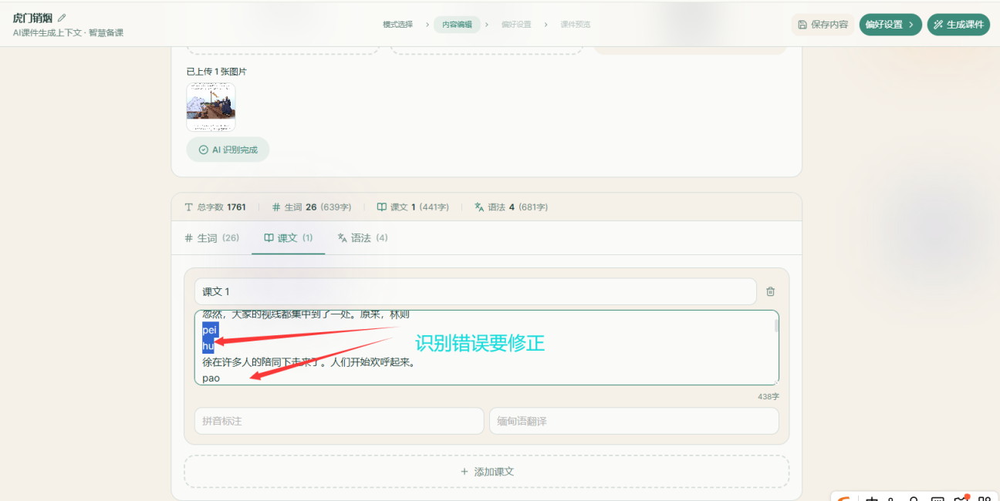 虎门销烟
AI课件生成上下文 · 智慧备课
模式选择 › 内容编辑 › 偏好设置 › 课件预览
保存内容
偏好设置 ›
生成课件
已上传 1 张图片
AI 识别完成
总字数 1761
# 生词 26 (639字)
课文 1 (441字)
语法 4 (681字)
# 生词 (26)
课文 (1)
语法 (4)
课文 1
忽然，大家的视线都集中到了一处。原来，林则
pei
hu
识别错误要修正
徐在许多人的陪同下走来了。人们开始欢呼起来。
pao
438字
拼音标注
缅甸语翻译
+ 添加课文